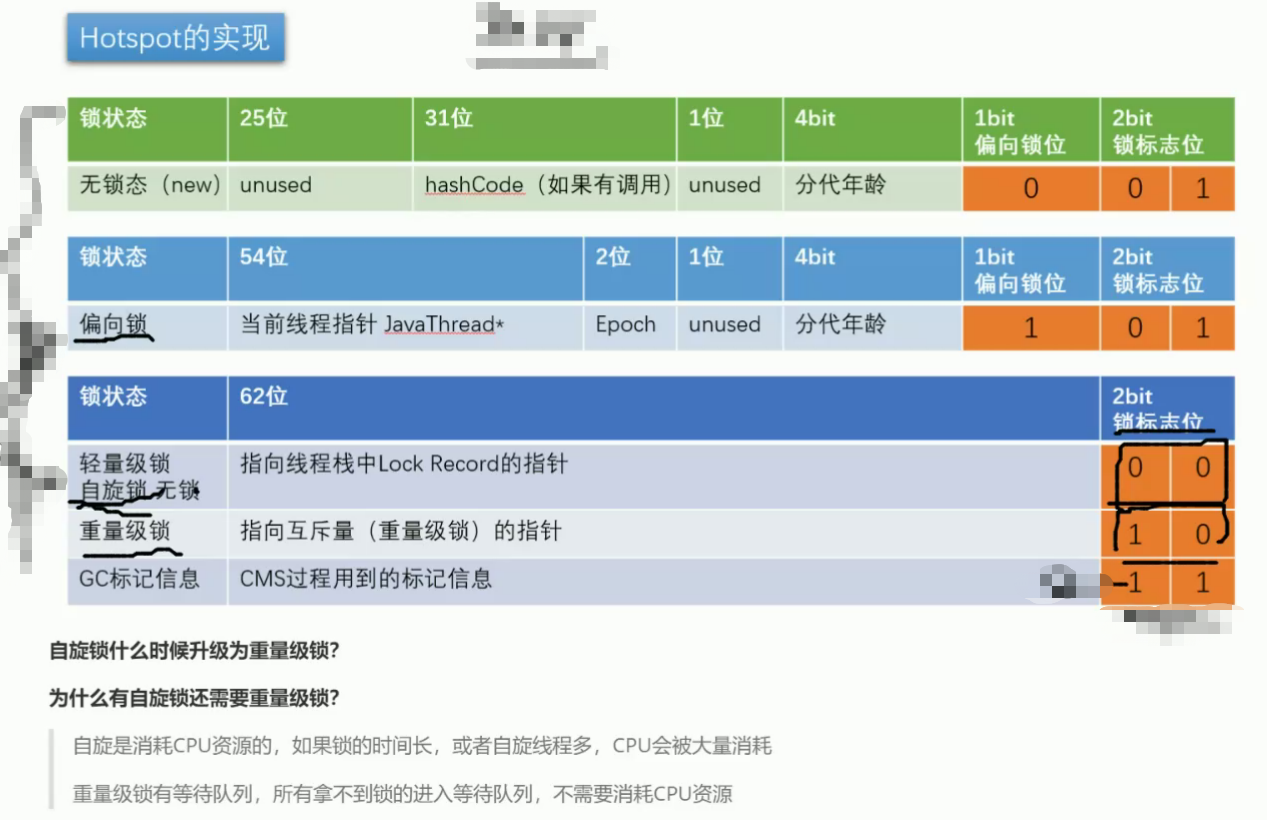 Hotspot的实现
锁状态 25位 31位 1位 4bit 1bit 偏向锁位 2bit 锁标志位
无锁态（new） unused hashCode（如果有调用） unused 分代年龄 0 0 1
锁状态 54位 2位 1位 4bit 1bit 偏向锁位 2bit 锁标志位
偏向锁 当前线程指针 JavaThread* Epoch unused 分代年龄 1 0 1
锁状态 62位 2bit 锁标志位
轻量级锁 自旋锁 无锁 指向线程栈中Lock Record的指针 0 0
重量级锁 指向互斥量（重量级锁）的指针 1 0
GC标记信息 CMS过程用到的标记信息 1 1
自旋锁什么时候升级为重量级锁？
为什么有自旋锁还需要重量级锁？
自旋是消耗CPU资源的，如果锁的时间长，或者自旋线程多，CPU会被大量消耗
重量级锁有等待队列，所有拿不到锁的进入等待队列，不需要消耗CPU资源